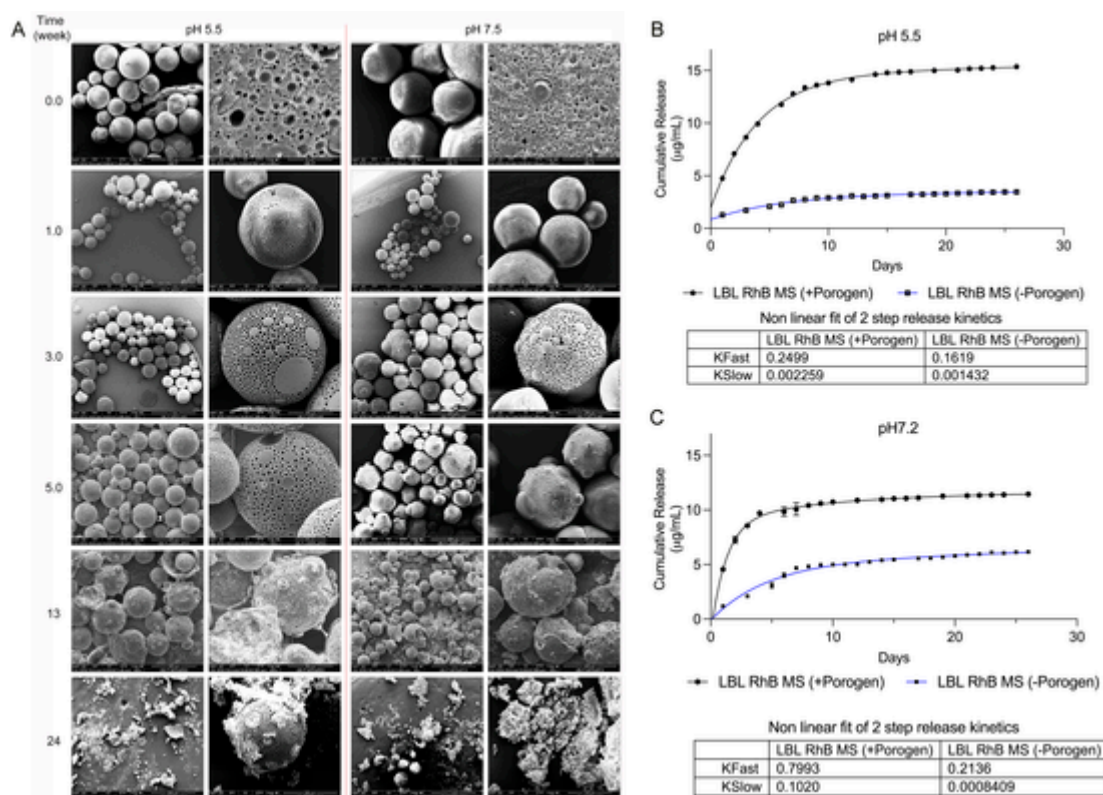 A
Time
(week)
pH 5.5
pH 7.5
0.0
1.0
3.0
5.0
13
24
B
pH 5.5
Cumulative Release
(µg/mL)
15
10
5
0
0
10
20
30
Days
LBL RhB MS (+Porogen)
LBL RhB MS (-Porogen)
Non linear fit of 2 step release kinetics
LBL RhB MS (+Porogen) LBL RhB MS (-Porogen)
KFast 0.2499 0.1619
KSlow 0.002259 0.001432
C
pH7.2
Cumulative Release
(µg/mL)
15
10
5
0
0
10
20
30
Days
LBL RhB MS (+Porogen)
LBL RhB MS (-Porogen)
Non linear fit of 2 step release kinetics
LBL RhB MS (+Porogen) LBL RhB MS (-Porogen)
KFast 0.7993 0.2136
KSlow 0.1020 0.0008409